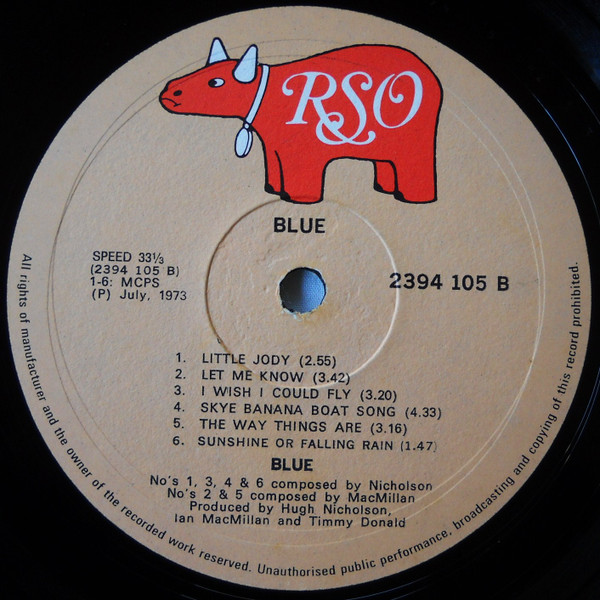 RSO
BLUE
SPEED 33⅓
(2394 105 B)
1-6: MCPS
(P) July, 1973
2394 105 B
1. LITTLE JODY (2.55)
2. LET ME KNOW (3.42)
3. I WISH I COULD FLY (3.20)
4. SKYE BANANA BOAT SONG (4.33)
5. THE WAY THINGS ARE (3.16)
6. SUNSHINE OR FALLING RAIN (1.47)
BLUE
No's 1, 3, 4 & 6 composed by Nicholson
No's 2 & 5 composed by MacMillan
Produced by Hugh Nicholson,
Ian MacMillan and Timmy Donald
All rights of manufacturer and the owner of the recorded work reserved. Unauthorised public performance, broadcasting and copying of this record prohibited.